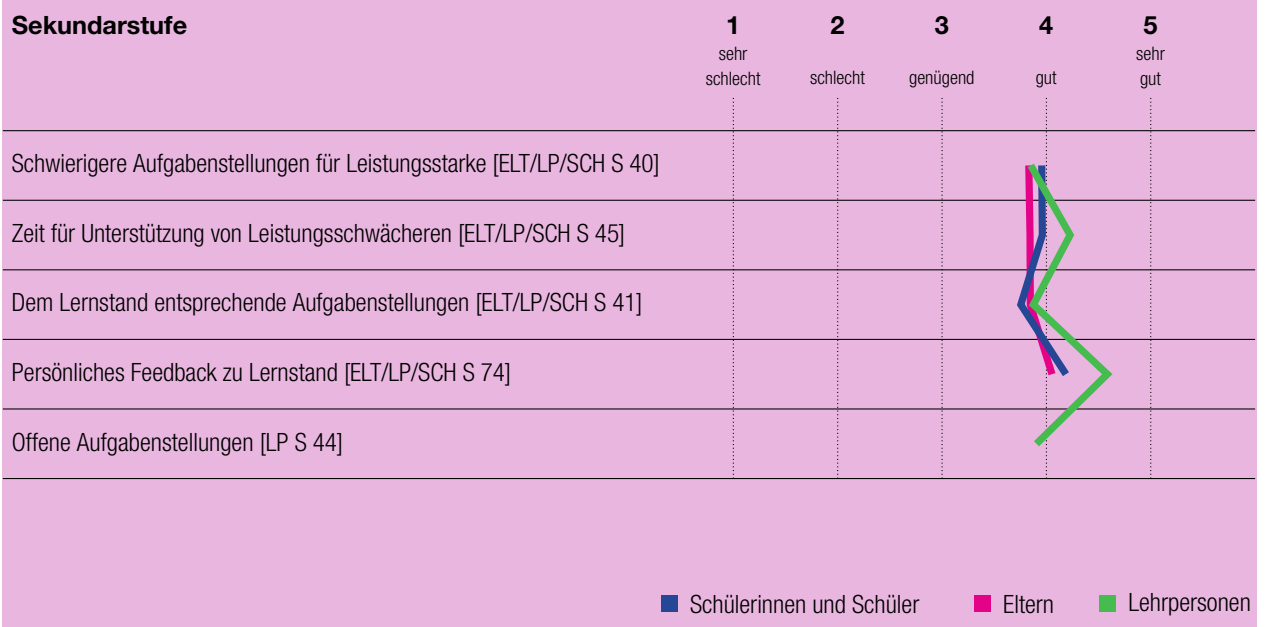 Sekundarstufe 1 2 3 4 5
sehr schlecht schlecht genügend gut sehr gut
Schwierigere Aufgabenstellungen für Leistungsstarke [ELT/LP/SCH S 40]
Zeit für Unterstützung von Leistungsschwächeren [ELT/LP/SCH S 45]
Dem Lernstand entsprechende Aufgabenstellungen [ELT/LP/SCH S 41]
Persönliches Feedback zu Lernstand [ELT/LP/SCH S 74]
Offene Aufgabenstellungen [LP S 44]
Schülerinnen und Schüler Eltern Lehrpersonen